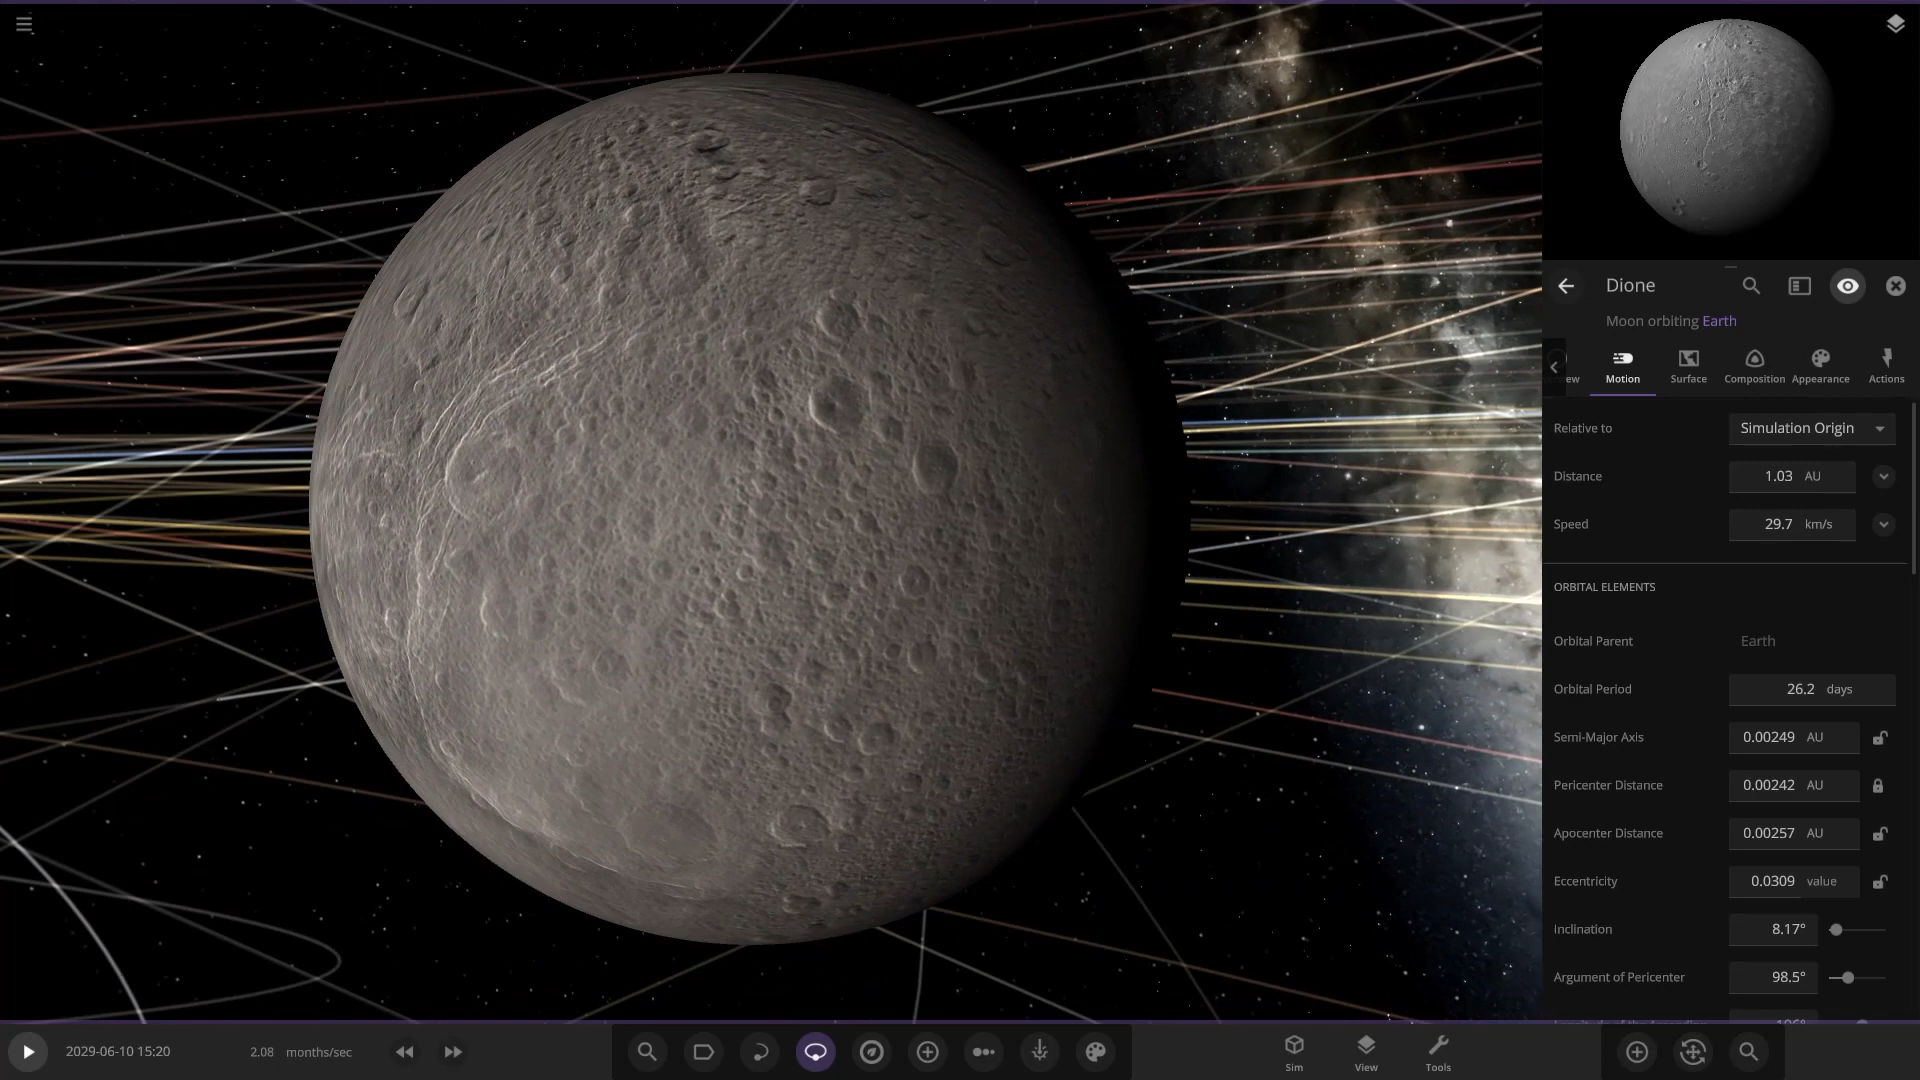 Dione
Moon orbiting Earth
Motion
Surface
Composition
Appearance
Actions
Relative to Simulation Origin
Distance 1.03 AU
Speed 29.7 km/s
ORBITAL ELEMENTS
Orbital Parent Earth
Orbital Period 26.2 days
Semi-Major Axis 0.00249 AU
Pericenter Distance 0.00242 AU
Apocenter Distance 0.00257 AU
Eccentricity 0.0309 value
Inclination 8.17°
Argument of Pericenter 98.5°
2029-06-10 15:20
2.08 months/sec
Sim
View
Tools